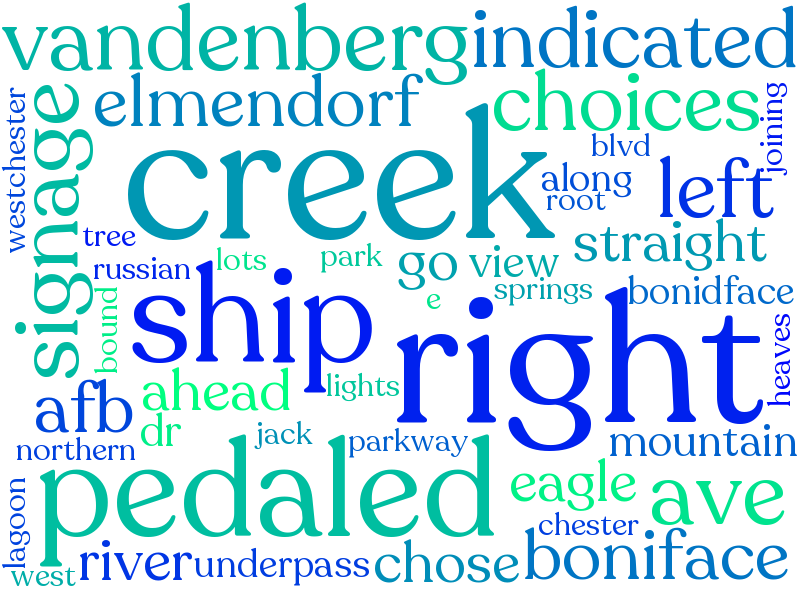 vandenberg indicated
elmendorf choices
westchester signage creek joining
blvd
along left
root
tree straight
russian lots park go view
springs bonidface
e
bound ship right heaves
ahead lights
afb
dr jack parkway mountain
northern
pedaled eagle ave
lagoon chester
river underpass chose boniface
west